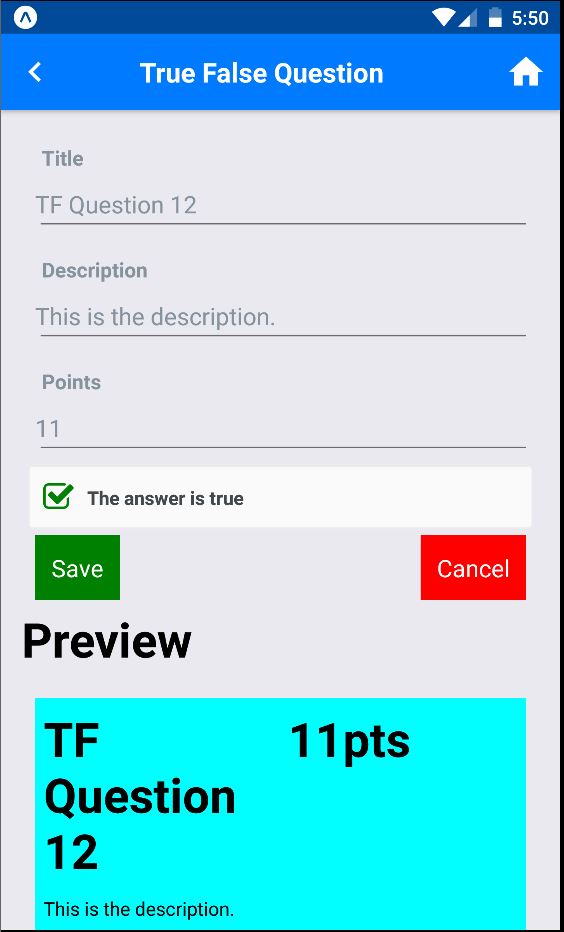 5:50
True False Question
Title
TF Question 12
Description
This is the description.
Points
11
The answer is true
Save Cancel
Preview
TF 11pts
Question
12
This is the description.